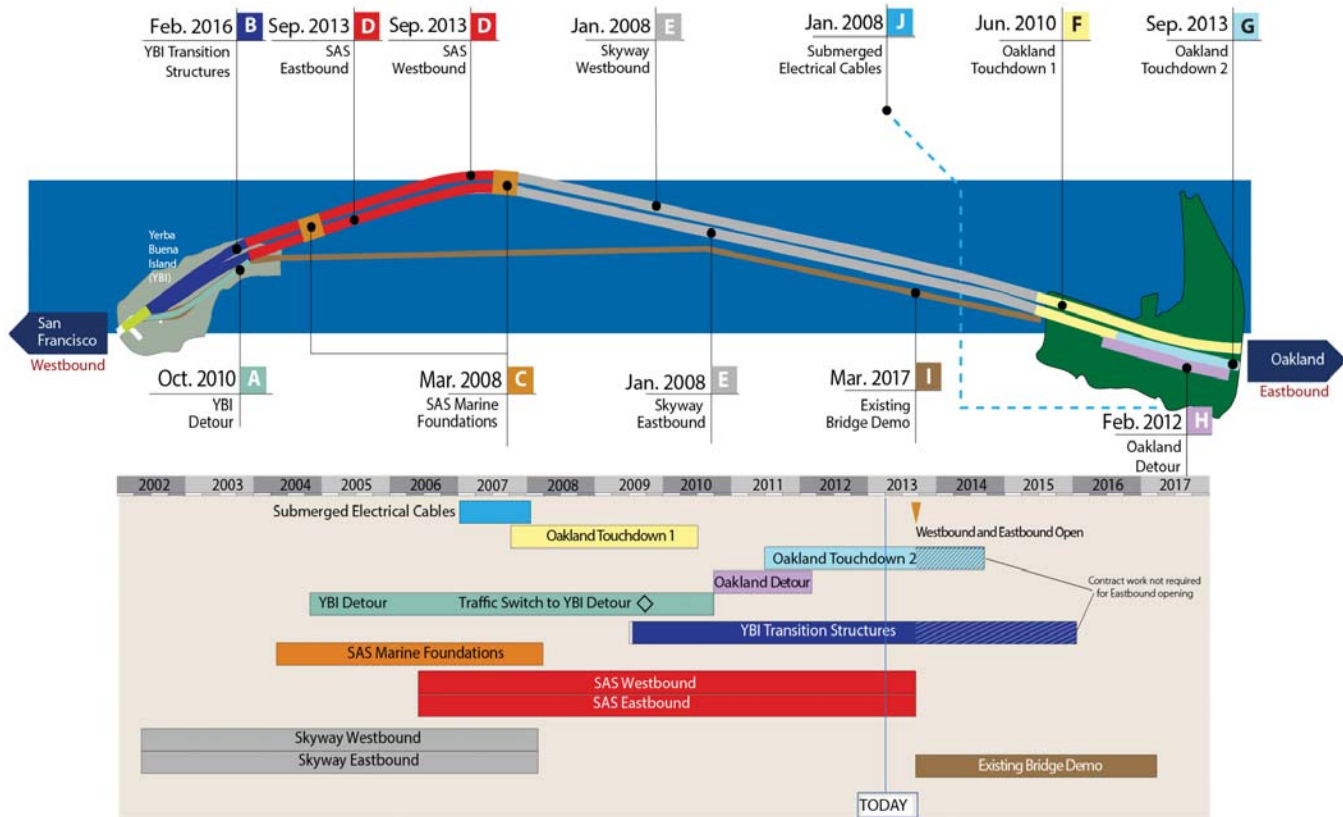 Feb. 2016 B
YBI Transition
Structures
Sep. 2013 D
SAS
Eastbound
Sep. 2013 D
SAS
Westbound
Jan. 2008 E
Skyway
Westbound
Jan. 2008 J
Submerged
Electrical Cables
Jun. 2010 F
Oakland
Touchdown 1
Sep. 2013 G
Oakland
Touchdown 2
Yerba
Buena
Island
(YBI)
San
Francisco
Westbound
Oakland
Eastbound
Oct. 2010 A
YBI
Detour
Mar. 2008 C
SAS Marine
Foundations
Jan. 2008 E
Skyway
Eastbound
Mar. 2017 I
Existing
Bridge Demo
Feb. 2012 H
Oakland
Detour
2002 2003 2004 2005 2006 2007 2008 2009 2010 2011 2012 2013 2014 2015 2016 2017
Submerged Electrical Cables
Westbound and Eastbound Open
Oakland Touchdown 1
Oakland Touchdown 2
Contract work not required
for Eastbound opening
Oakland Detour
YBI Detour Traffic Switch to YBI Detour
YBI Transition Structures
SAS Marine Foundations
SAS Westbound
SAS Eastbound
Skyway Westbound
Skyway Eastbound
Existing Bridge Demo
TODAY